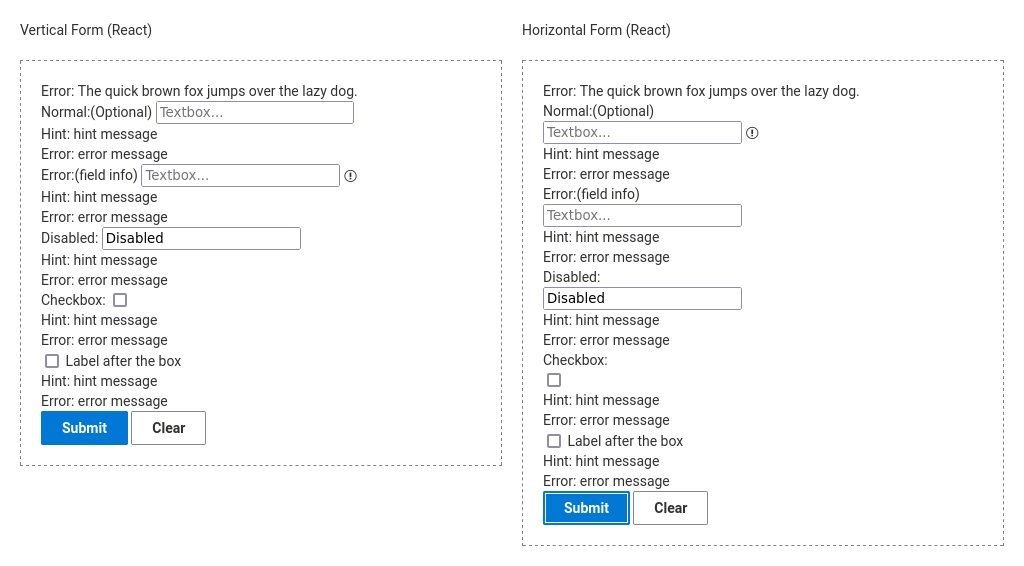 Vertical Form (React)
Error: The quick brown fox jumps over the lazy dog.
Normal:(Optional) Textbox...
Hint: hint message
Error: error message
Error:(field info) Textbox...
Hint: hint message
Error: error message
Disabled: Disabled
Hint: hint message
Error: error message
Checkbox:
Hint: hint message
Error: error message
Label after the box
Hint: hint message
Error: error message
Submit Clear
Horizontal Form (React)
Error: The quick brown fox jumps over the lazy dog.
Normal:(Optional)
Textbox...
Hint: hint message
Error: error message
Error:(field info)
Textbox...
Hint: hint message
Error: error message
Disabled:
Disabled
Hint: hint message
Error: error message
Checkbox:
Hint: hint message
Error: error message
Label after the box
Hint: hint message
Error: error message
Submit Clear